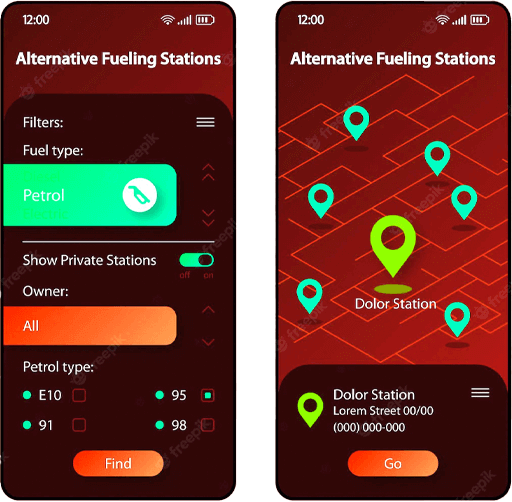 12:00
Alternative Fueling Stations
Filters:
Fuel type:
Petrol
Show Private Stations
off on
Owner:
All
Petrol type:
E10 95
91 98
Find
12:00
Alternative Fueling Stations
Dolor Station
Dolor Station
Lorem Street 00/00
(000) 000-000
Go
freepik